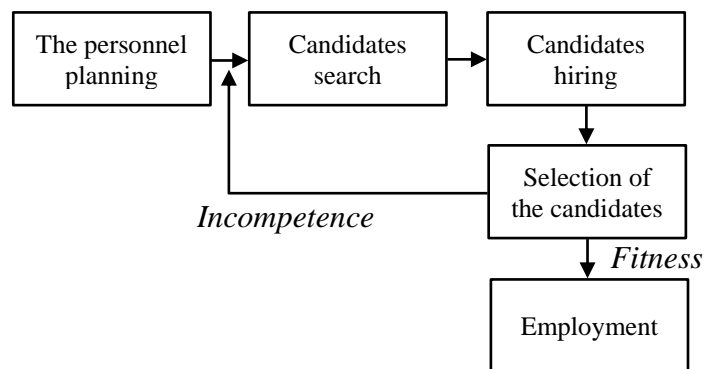 The personnel
planning
Candidates
search
Candidates
hiring
Selection of
the candidates
Incompetence
Fitness
Employment